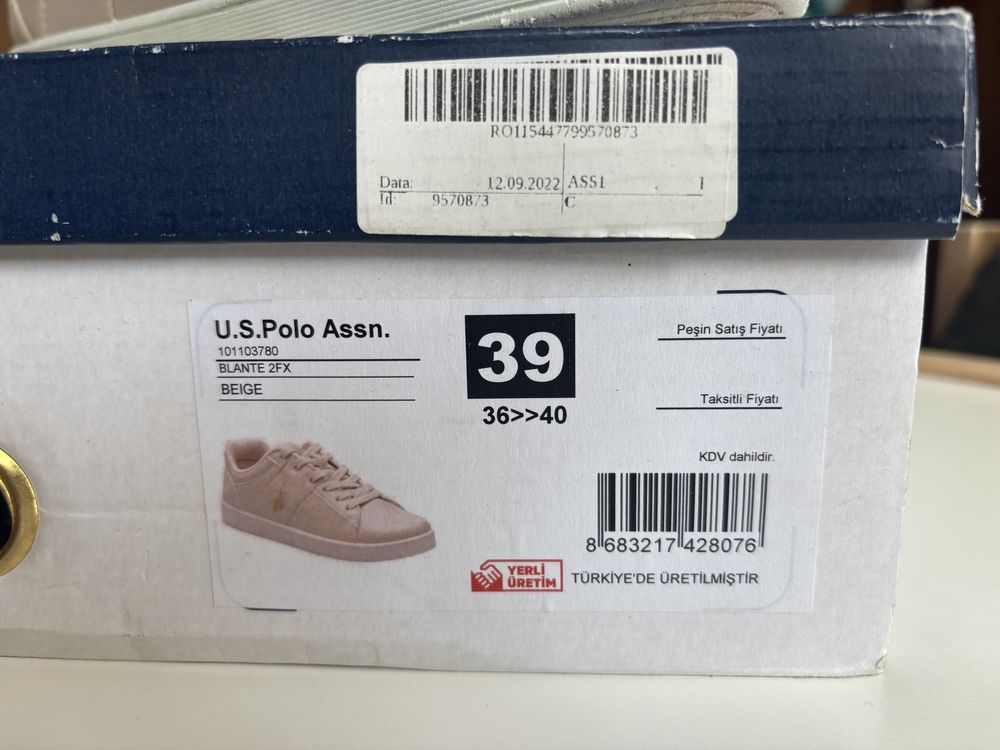 RO115447799570873
Data: 12.09.2022 ASS1 I
Id: 9570873 C
U.S.Polo Assn.
101103780
BLANTE 2FX
BEIGE
39
36>>40
Peşin Satış Fiyatı
Taksitli Fiyatı
KDV dahildir.
8 683217 428076
YERLİ
ÜRETİM
TÜRKİYE'DE ÜRETİLMİŞTİR